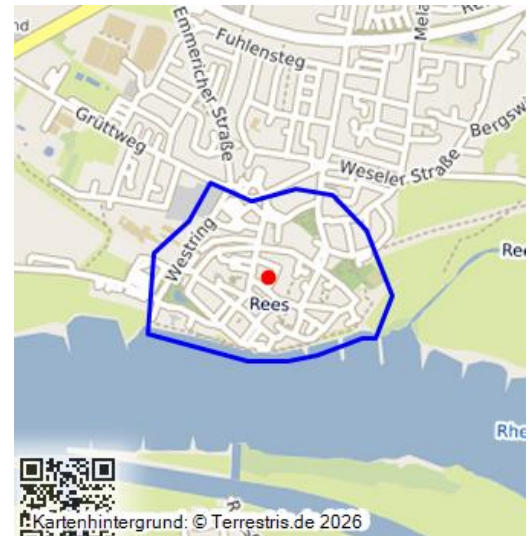 Emmericher Straße
Fuhlensteg
Grüttweg
Weseler Straße
Westring
Rees
Kartenhintergrund: © Terrestris.de 2026